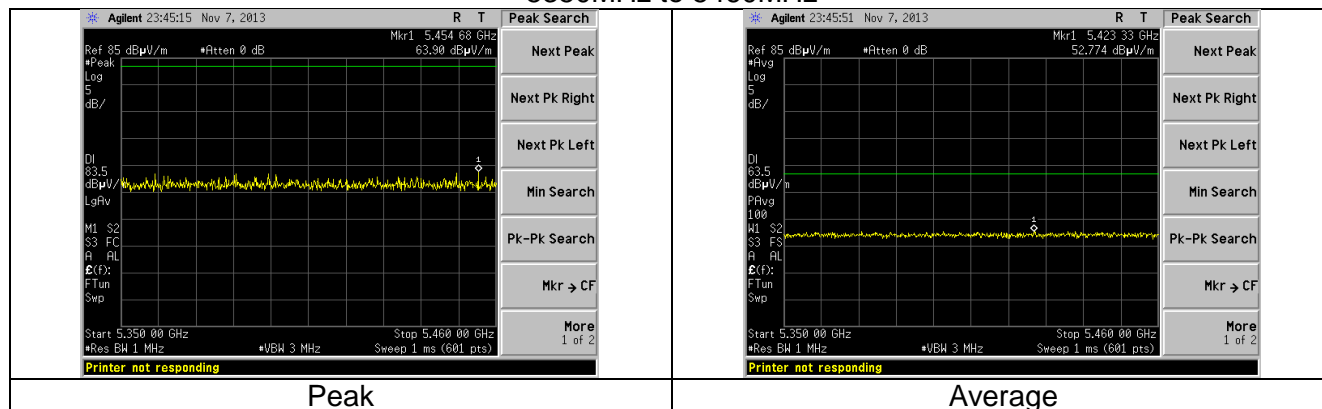 Agilent 23:45:15 Nov 7, 2013 R T Peak Search
Mkr1 5.454 68 GHz
Ref 85 dBµV/m #Atten 0 dB 63.90 dBµV/m
#Peak
Log
5
dB/
DI
83.5
dBµV/
LgAv
M1 S2
S3 FC
A AL
£(f):
FTun
Swp
1
Start 5.350 00 GHz Stop 5.460 00 GHz
#Res BW 1 MHz #VBW 3 MHz Sweep 1 ms (601 pts)
Printer not responding
Next Peak
Next Pk Right
Next Pk Left
Min Search
Pk-Pk Search
Mkr → CF
More
1 of 2
Peak
Agilent 23:45:51 Nov 7, 2013 R T Peak Search
Mkr1 5.423 33 GHz
Ref 85 dBµV/m #Atten 0 dB 52.774 dBµV/m
#Avg
Log
5
dB/
DI
63.5
dBµV/m
PAvg
100
W1 S2
S3 FS
A AL
£(f):
FTun
Swp
1
Start 5.350 00 GHz Stop 5.460 00 GHz
#Res BW 1 MHz #VBW 3 MHz Sweep 1 ms (601 pts)
Printer not responding
Next Peak
Next Pk Right
Next Pk Left
Min Search
Pk-Pk Search
Mkr → CF
More
1 of 2
Average